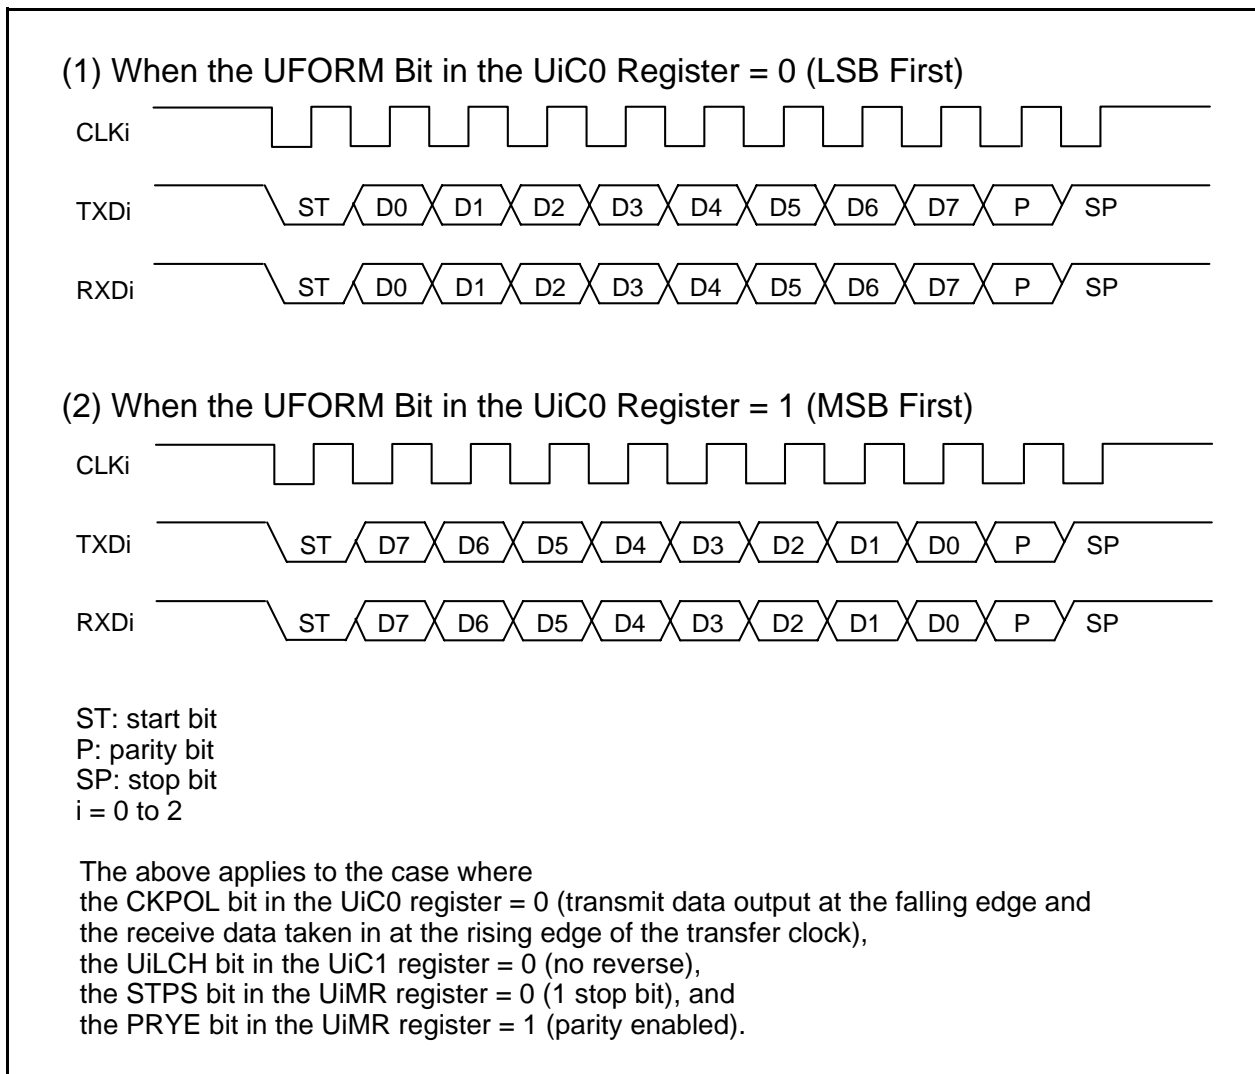 (1) When the UFORM Bit in the UiC0 Register = 0 (LSB First)
CLKi
TXDi ST D0 D1 D2 D3 D4 D5 D6 D7 P SP
RXDi ST D0 D1 D2 D3 D4 D5 D6 D7 P SP
(2) When the UFORM Bit in the UiC0 Register = 1 (MSB First)
CLKi
TXDi ST D7 D6 D5 D4 D3 D2 D1 D0 P SP
RXDi ST D7 D6 D5 D4 D3 D2 D1 D0 P SP
ST: start bit
P: parity bit
SP: stop bit
i = 0 to 2
The above applies to the case where
the CKPOL bit in the UiC0 register = 0 (transmit data output at the falling edge and
the receive data taken in at the rising edge of the transfer clock),
the UiLCH bit in the UiC1 register = 0 (no reverse),
the STPS bit in the UiMR register = 0 (1 stop bit), and
the PRYE bit in the UiMR register = 1 (parity enabled).